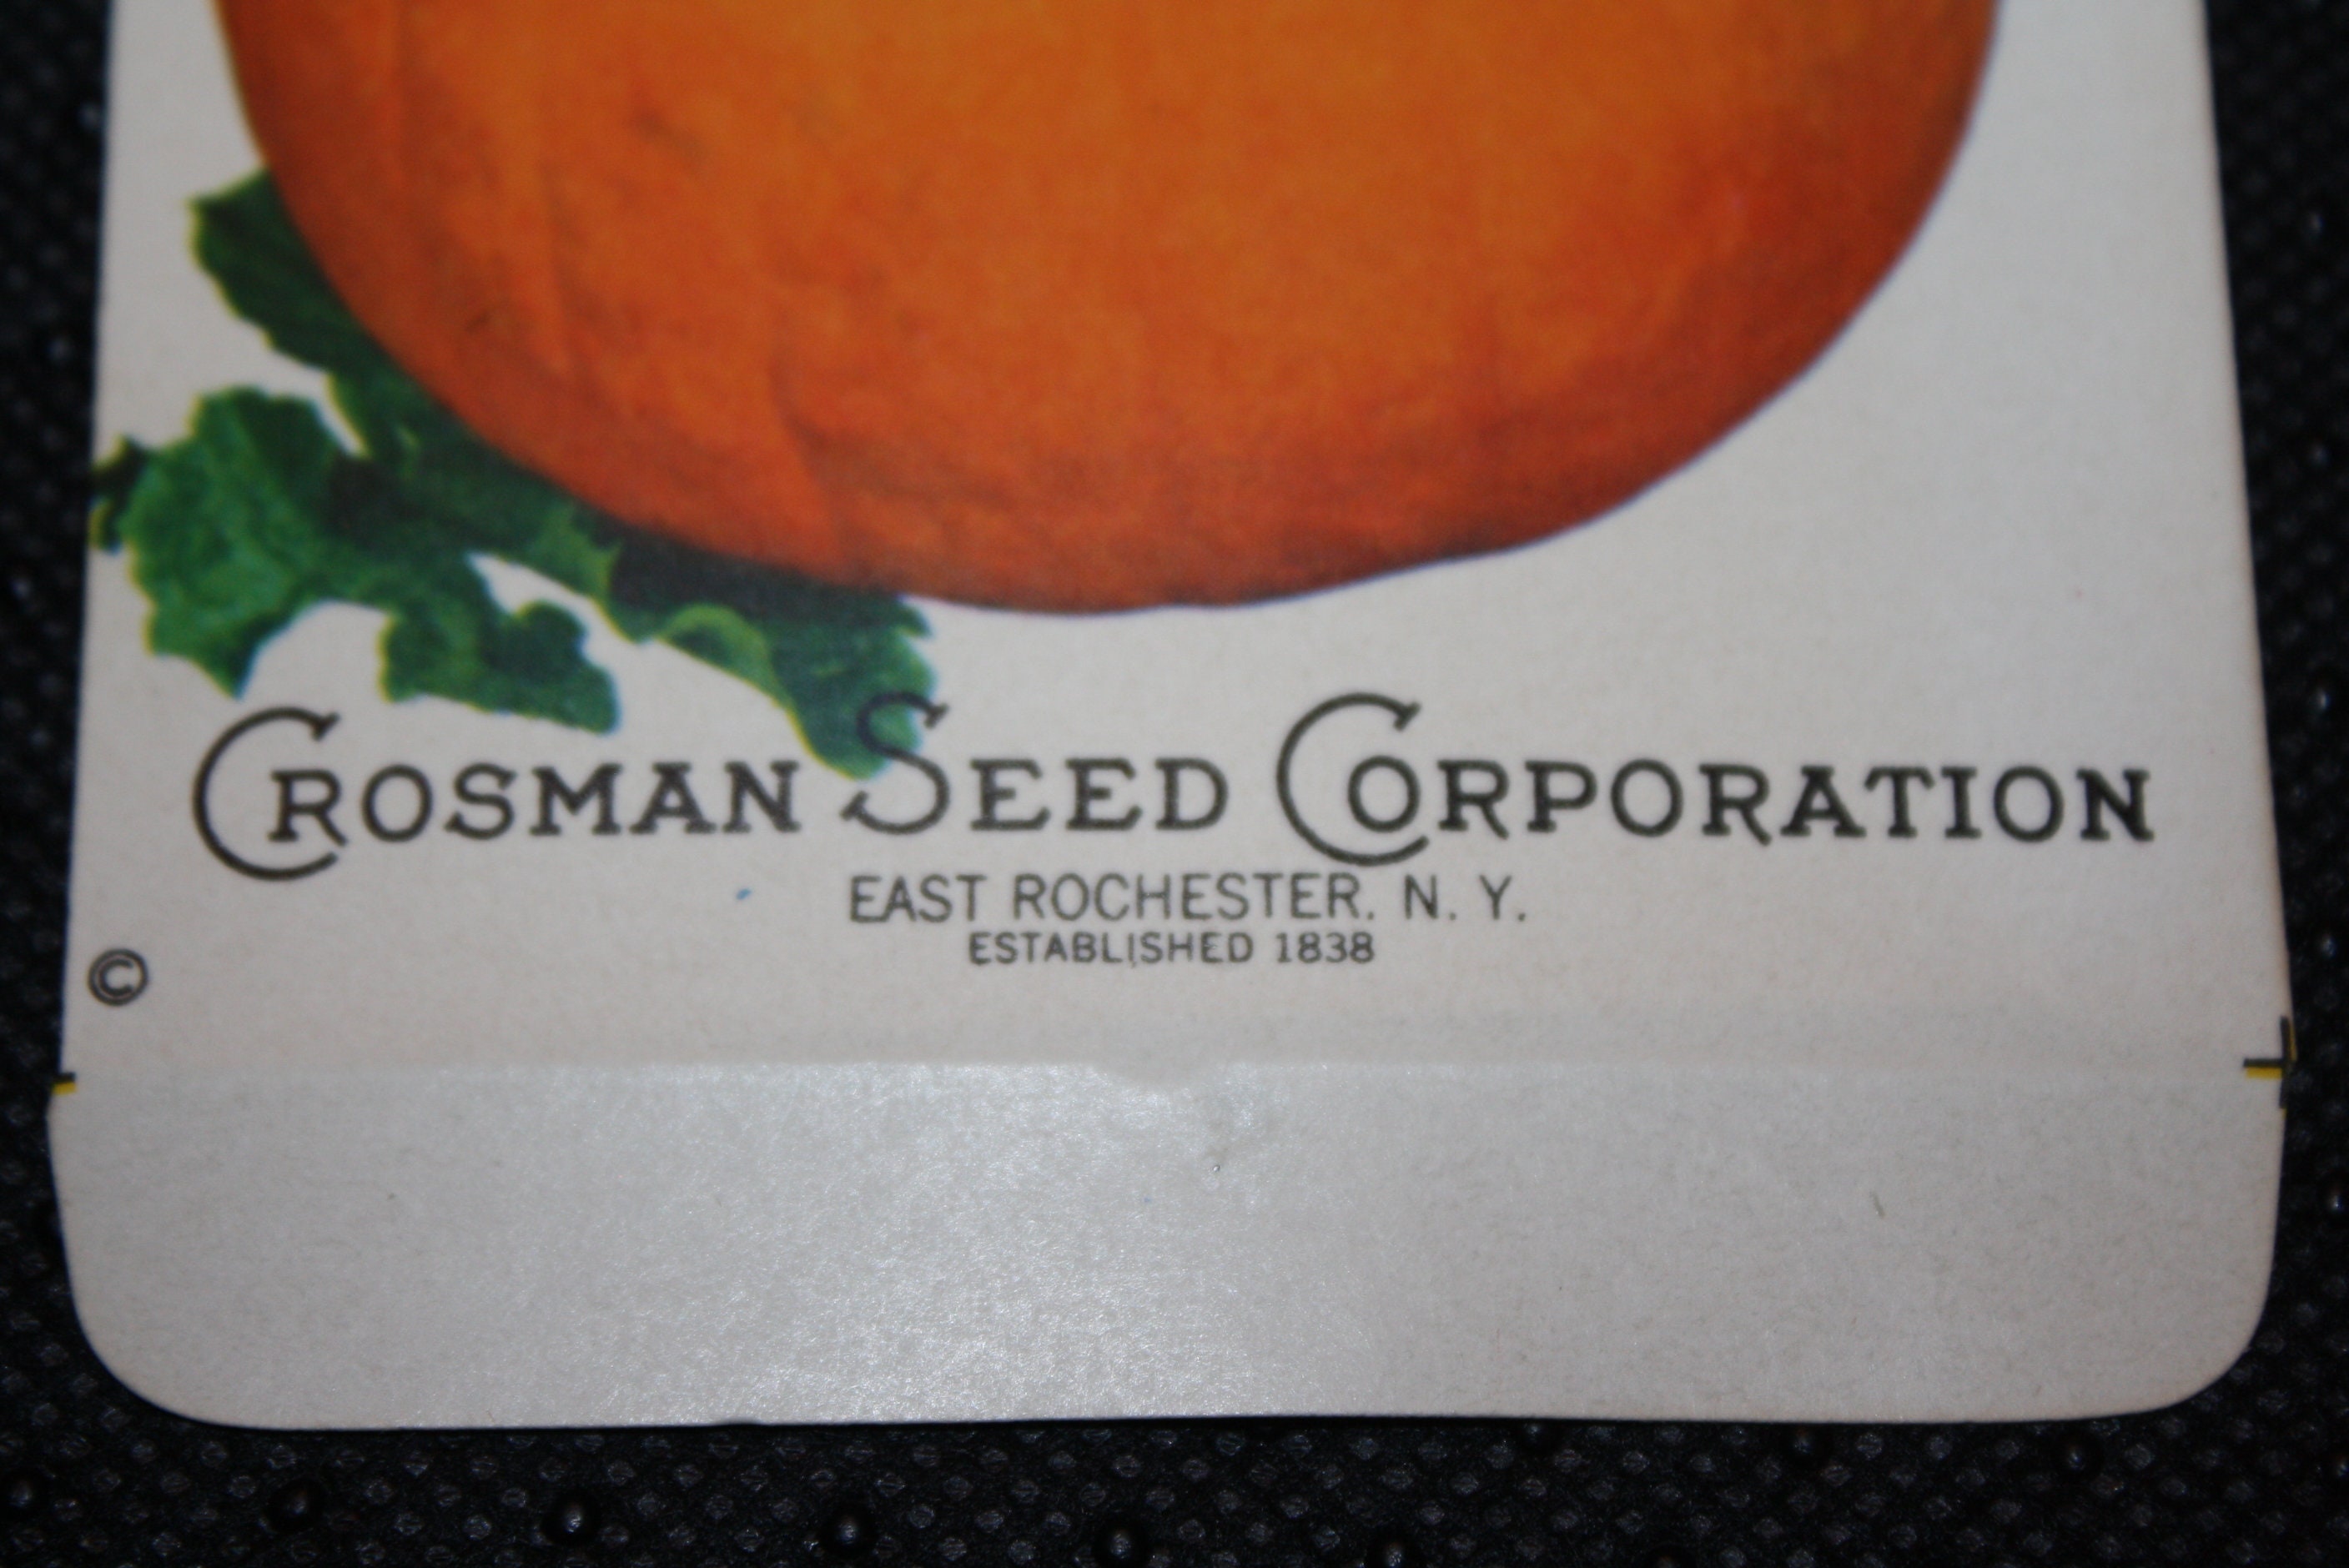 CROSMAN SEED CORPORATION
EAST ROCHESTER, N. Y.
ESTABLISHED 1838
©